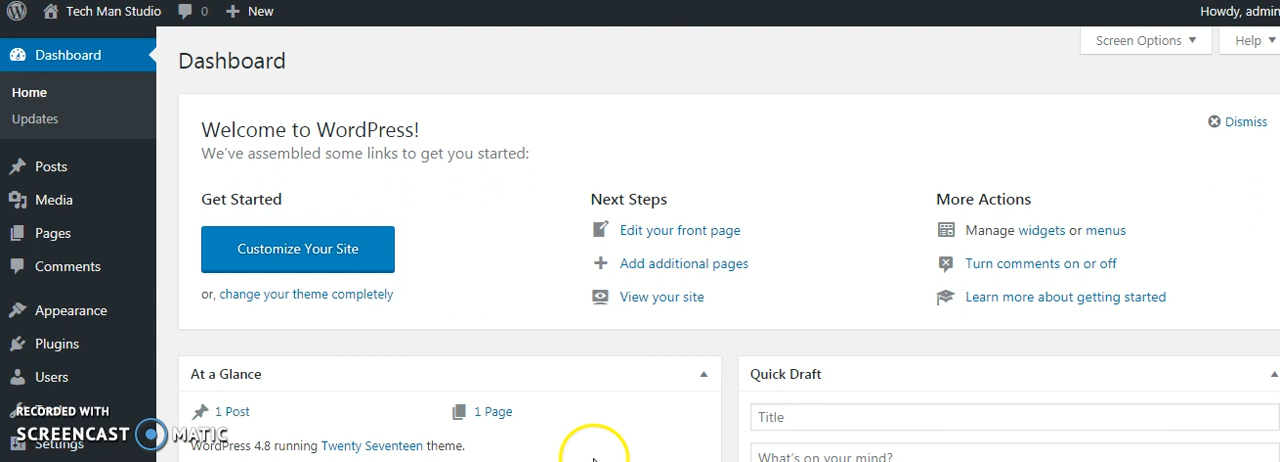 Tech Man Studio 0 New Howdy, admin
Dashboard Screen Options Help
Dashboard
Home
Updates
Welcome to WordPress!
Dismiss
We've assembled some links to get you started:
Posts
Media
Pages
Comments
Appearance
Plugins
Users
Settings
Get Started Next Steps More Actions
Customize Your Site Edit your front page Manage widgets or menus
Add additional pages Turn comments on or off
or, change your theme completely View your site Learn more about getting started
At a Glance Quick Draft
1 Post 1 Page Title
WordPress 4.8 running Twenty Seventeen theme.
What's on your mind?
RECORDED WITH
SCREENCAST MATIC